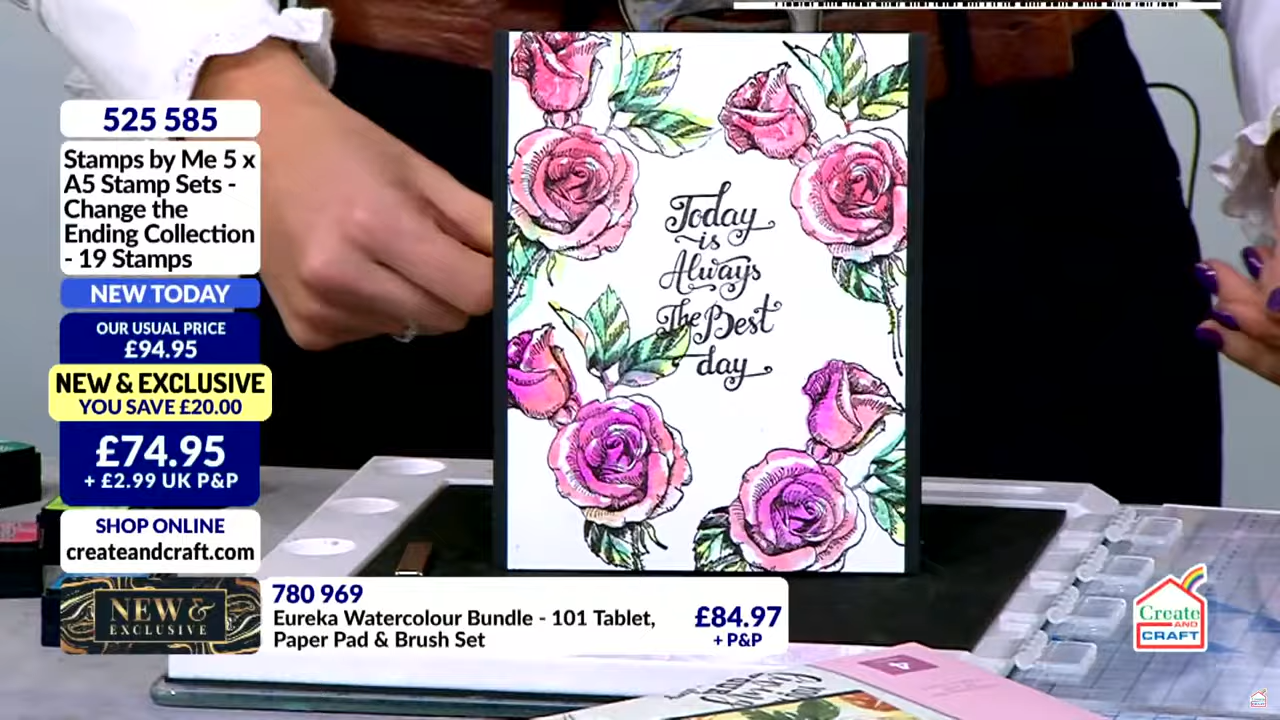 525 585
Stamps by Me 5 x
A5 Stamp Sets -
Change the
Ending Collection
- 19 Stamps
NEW TODAY
OUR USUAL PRICE
£94.95
NEW & EXCLUSIVE
YOU SAVE £20.00
£74.95
+ £2.99 UK P&P
SHOP ONLINE
createandcraft.com
NEW &
EXCLUSIVE
780 969
Eureka Watercolour Bundle - 101 Tablet,
Paper Pad & Brush Set
£84.97
+ P&P
Today
is
Always
The Best
day
Create
AND
CRAFT
4